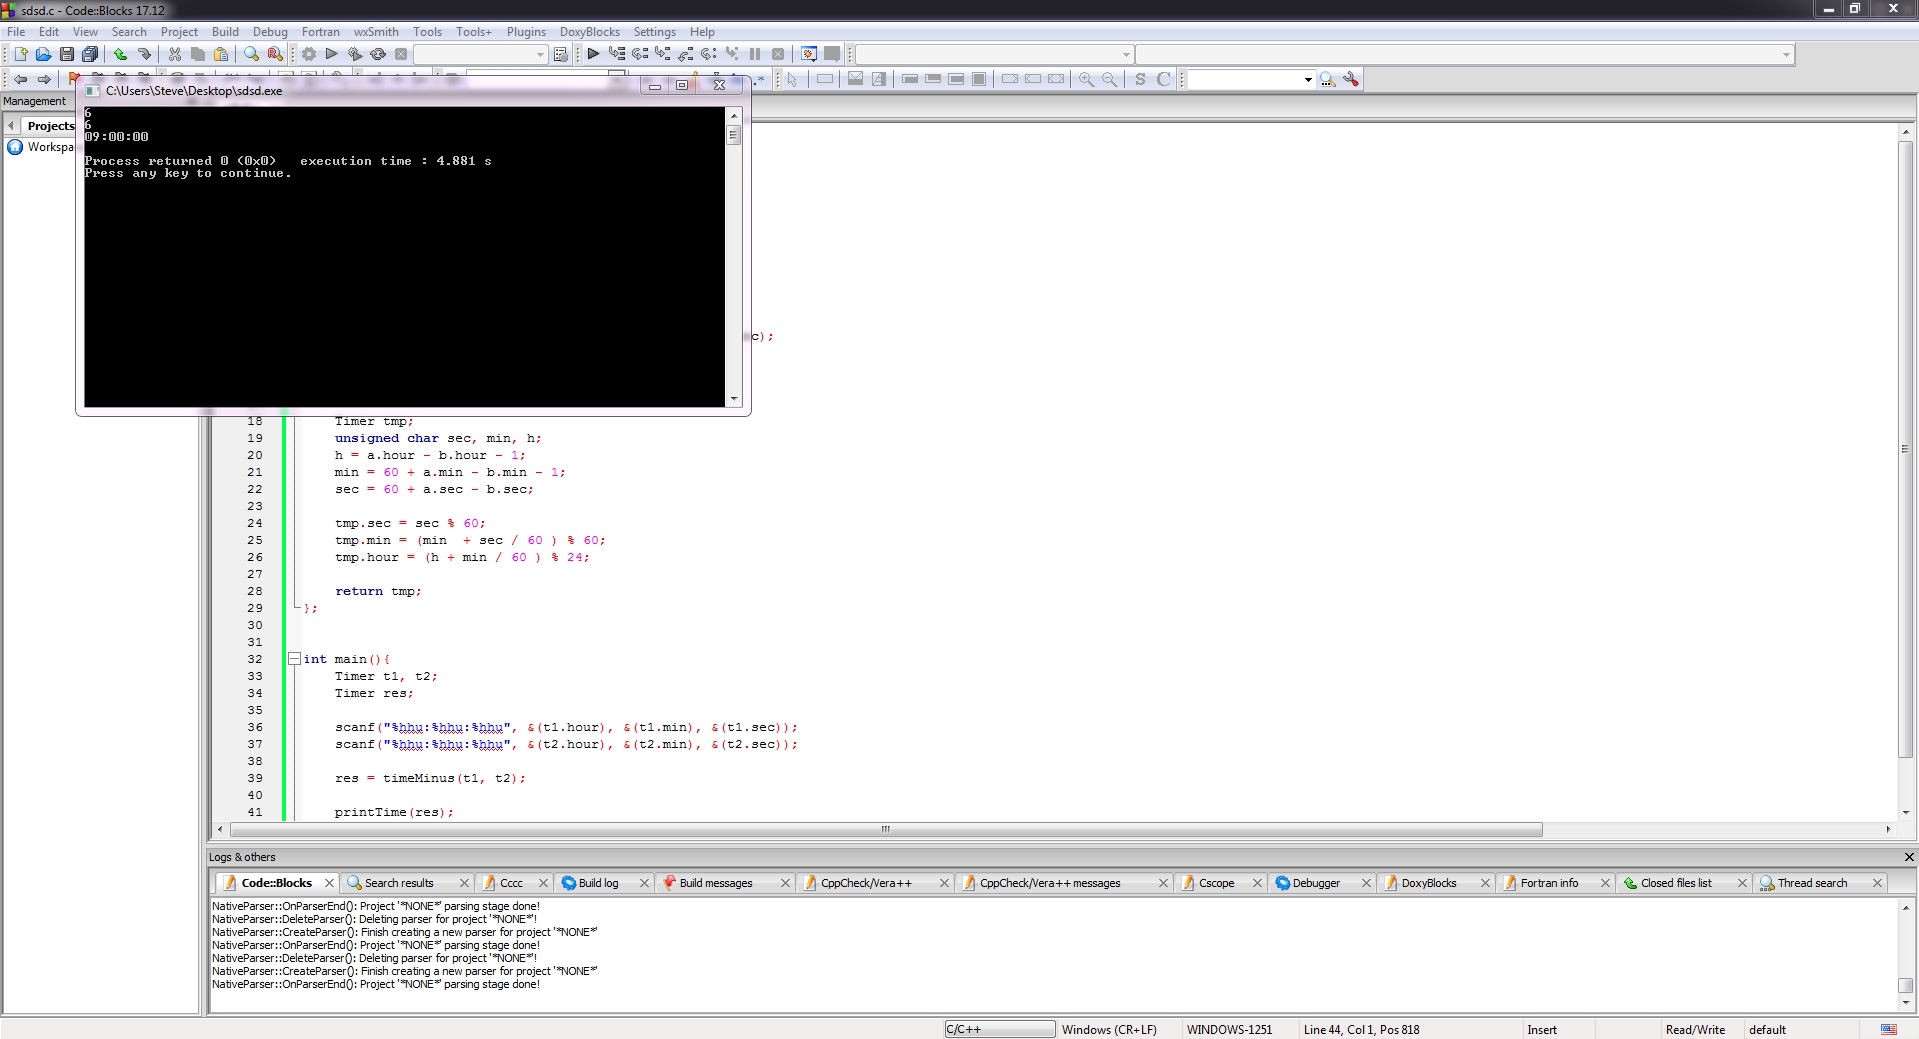 sdsd.c - Code::Blocks 17.12
File Edit View Search Project Build Debug Fortran wxSmith Tools Tools+ Plugins DoxyBlocks Settings Help
S C
Management
Projects
Workspa
C:\Users\Steve\Desktop\sdsd.exe
6
6
09:00:00
Process returned 0 (0x0)   execution time : 4.881 s
Press any key to continue.
c);
18 Timer tmp;
19 unsigned char sec, min, h;
20 h = a.hour - b.hour - 1;
21 min = 60 + a.min - b.min - 1;
22 sec = 60 + a.sec - b.sec;
23
24 tmp.sec = sec % 60;
25 tmp.min = (min  + sec / 60 ) % 60;
26 tmp.hour = (h + min / 60 ) % 24;
27
28 return tmp;
29 };
30
31
32 int main(){
33 Timer t1, t2;
34 Timer res;
35
36 scanf("%hhu:%hhu:%hhu", &(t1.hour), &(t1.min), &(t1.sec));
37 scanf("%hhu:%hhu:%hhu", &(t2.hour), &(t2.min), &(t2.sec));
38
39 res = timeMinus(t1, t2);
40
41 printTime(res);
Logs & others
Code::Blocks Search results Cccc Build log Build messages CppCheck/Vera++ CppCheck/Vera++ messages Cscope Debugger DoxyBlocks Fortran info Closed files list Thread search
NativeParser::OnParserEnd(): Project '*NONE*' parsing stage done!
NativeParser::DeleteParser(): Deleting parser for project '*NONE*'!
NativeParser::CreateParser(): Finish creating a new parser for project '*NONE*'
NativeParser::OnParserEnd(): Project '*NONE*' parsing stage done!
NativeParser::DeleteParser(): Deleting parser for project '*NONE*'!
NativeParser::CreateParser(): Finish creating a new parser for project '*NONE*'
NativeParser::OnParserEnd(): Project '*NONE*' parsing stage done!
C/C++ Windows (CR+LF) WINDOWS-1251 Line 44, Col 1, Pos 818 Insert Read/Write default